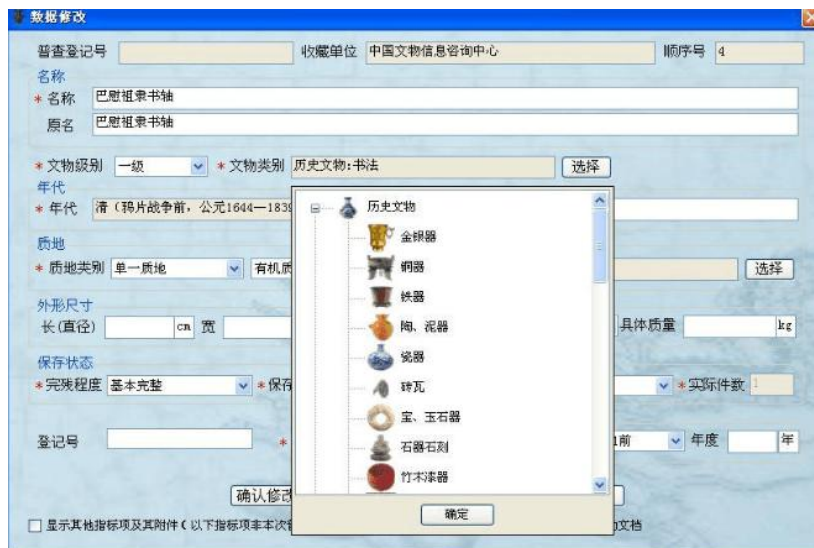 数据修改
普查登记号 收藏单位 中国文物信息咨询中心 顺序号 4
名称
* 名称 巴慰祖隶书轴
原名 巴慰祖隶书轴
* 文物级别 一级 * 文物类别 历史文物:书法 选择
年代
* 年代 清（鸦片战争前，公元1644—1839
质地
* 质地类别 单一质地 有机质 选择
外形尺寸
长(直径) cm 宽 具体质量 kg
保存状态
*完残程度 基本完整 *保存 *实际件数 1
登记号 * 前 年度 年
确认修改
显示其他指标项及其附件(以下指标项非本次 文档
历史文物
金银器
铜器
铁器
陶、泥器
瓷器
砖瓦
宝、玉石器
石器石刻
竹木漆器
确定